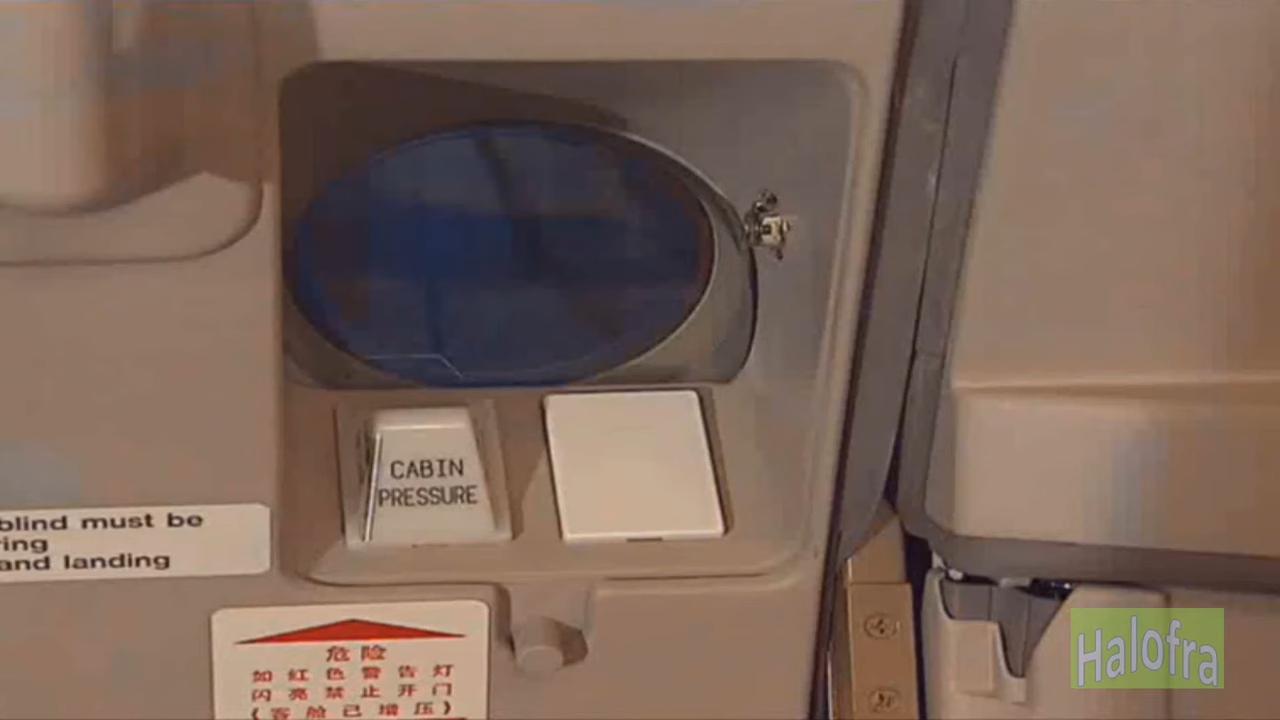 CABIN
PRESSURE
blind must be
ring
and landing
危险
如红色警告灯
闪亮禁止开门
(客舱已增压)
Halofra